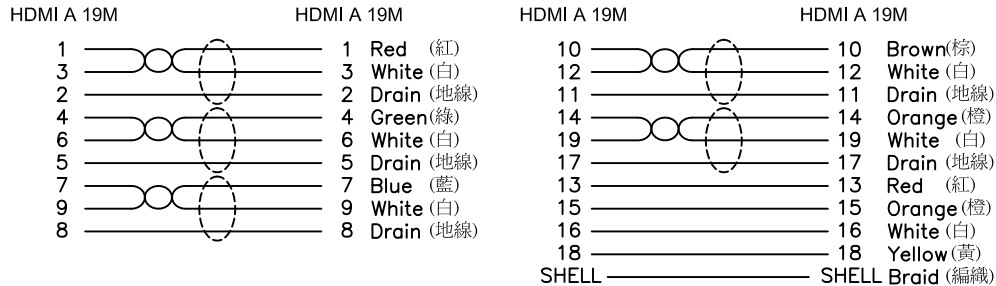 HDMI A 19M HDMI A 19M
1 1 Red (紅)
3 3 White (白)
2 2 Drain (地線)
4 4 Green (綠)
6 6 White (白)
5 5 Drain (地線)
7 7 Blue (藍)
9 9 White (白)
8 8 Drain (地線)
HDMI A 19M HDMI A 19M
10 10 Brown (棕)
12 12 White (白)
11 11 Drain (地線)
14 14 Orange (橙)
19 19 White (白)
17 17 Drain (地線)
13 13 Red (紅)
15 15 Orange (橙)
16 16 White (白)
18 18 Yellow (黃)
SHELL SHELL Braid (編織)